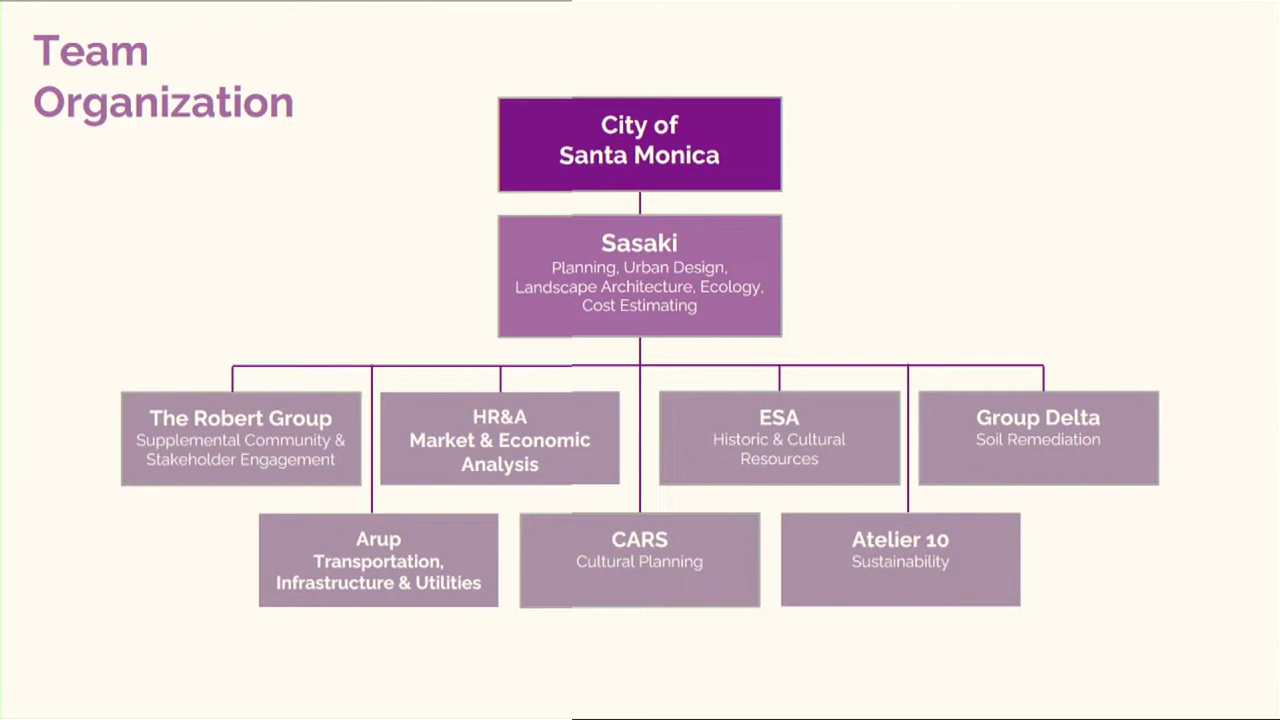 Team
Organization
City of
Santa Monica
Sasaki
Planning, Urban Design,
Landscape Architecture, Ecology,
Cost Estimating
The Robert Group
Supplemental Community &
Stakeholder Engagement
HR&A
Market & Economic
Analysis
ESA
Historic & Cultural
Resources
Group Delta
Soil Remediation
Arup
Transportation,
Infrastructure & Utilities
CARS
Cultural Planning
Atelier 10
Sustainability